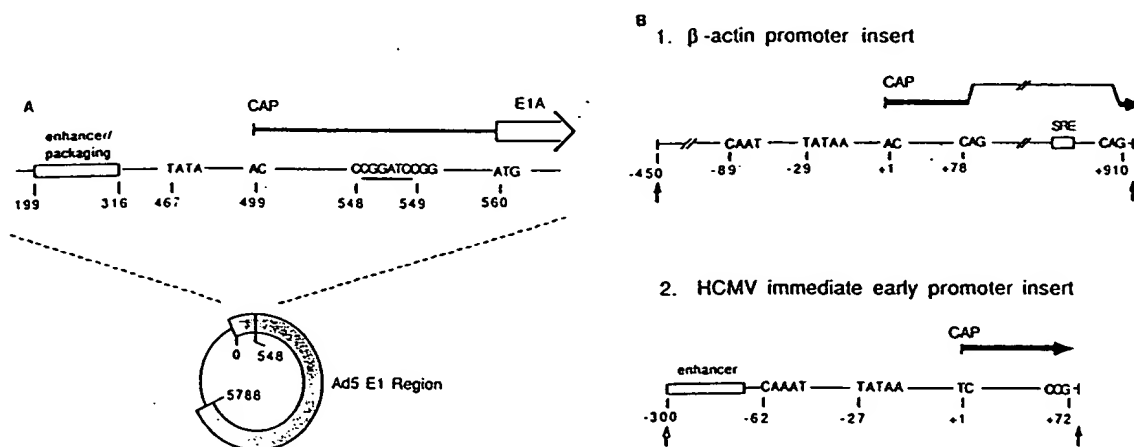 A
CAP
E1A
enhancer/
packaging
TATA
AC
CCGGATCCGG
ATG
199
316
467
499
548
549
560
0
548
5788
Ad5 E1 Region
B
1. β-actin promoter insert
CAP
SRE
CAAT
TATAA
AC
CAG
CAG
-450
-89
-29
+1
+78
+910
2. HCMV immediate early promoter insert
CAP
enhancer
CAAAT
TATAA
TC
CCG
-300
-62
-27
+1
+72